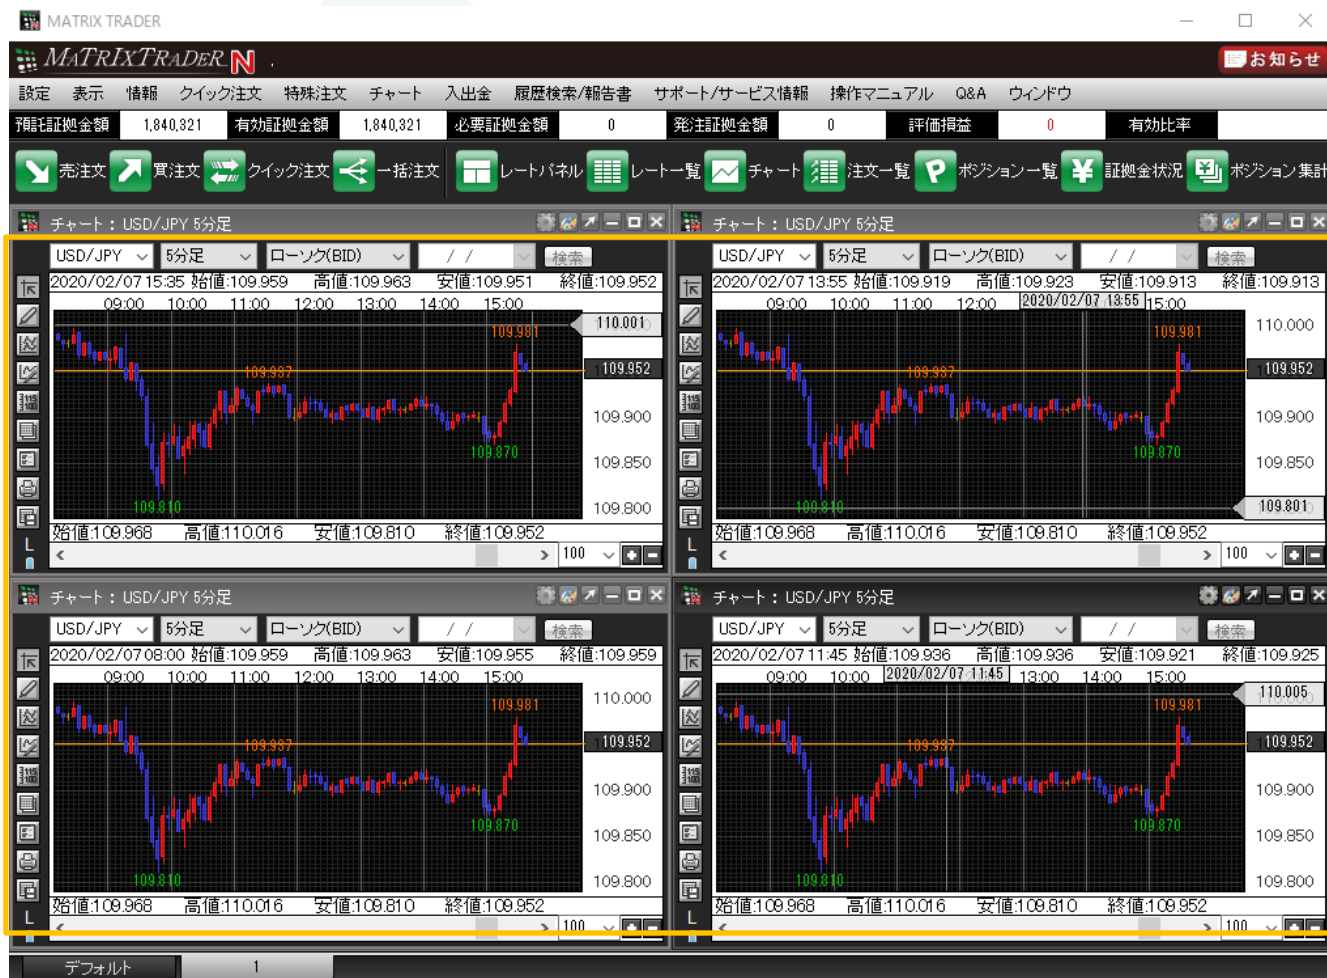 MATRIX TRADER
MATRIXTRADER N
お知らせ
設定 表示 情報 クイック注文 特殊注文 チャート 入出金 履歴検索/報告書 サポート/サービス情報 操作マニュアル Q&A ウィンドウ
預託証拠金額 1,840,321 有効証拠金額 1,840,321 必要証拠金額 0 発注証拠金額 0 評価損益 0 有効比率
売注文 買注文 クイック注文 一括注文 レートパネル レート一覧 チャート 注文一覧 ポジション一覧 証拠金状況 ポジション集計
チャート：USD/JPY 5分足
USD/JPY 5分足 ローソク(BID) / / 検索
2020/02/07 15:35 始値:109.959 高値:109.963 安値:109.951 終値:109.952
09:00 10:00 11:00 12:00 13:00 14:00 15:00
110.001
109.981
109.952
109.987
109.900
109.870
109.850
109.810
109.800
始値:109.968 高値:110.016 安値:109.810 終値:109.952
L
100
チャート：USD/JPY 5分足
USD/JPY 5分足 ローソク(BID) / / 検索
2020/02/07 13:55 始値:109.919 高値:109.923 安値:109.913 終値:109.913
09:00 10:00 11:00 12:00 2020/02/07 13:55 15:00
110.000
109.981
109.952
109.987
109.900
109.870
109.850
109.810
109.801
始値:109.968 高値:110.016 安値:109.810 終値:109.952
L
100
チャート：USD/JPY 5分足
USD/JPY 5分足 ローソク(BID) / / 検索
2020/02/07 08:00 始値:109.959 高値:109.963 安値:109.955 終値:109.959
09:00 10:00 11:00 12:00 13:00 14:00 15:00
110.000
109.981
109.952
109.987
109.900
109.870
109.850
109.810
109.800
始値:109.968 高値:110.016 安値:109.810 終値:109.952
L
100
チャート：USD/JPY 5分足
USD/JPY 5分足 ローソク(BID) / / 検索
2020/02/07 11:45 始値:109.936 高値:109.936 安値:109.921 終値:109.925
09:00 10:00 2020/02/07 11:45 13:00 14:00 15:00
110.005
109.981
109.952
109.987
109.900
109.870
109.850
109.810
109.800
始値:109.968 高値:110.016 安値:109.810 終値:109.952
L
100
デフォルト 1